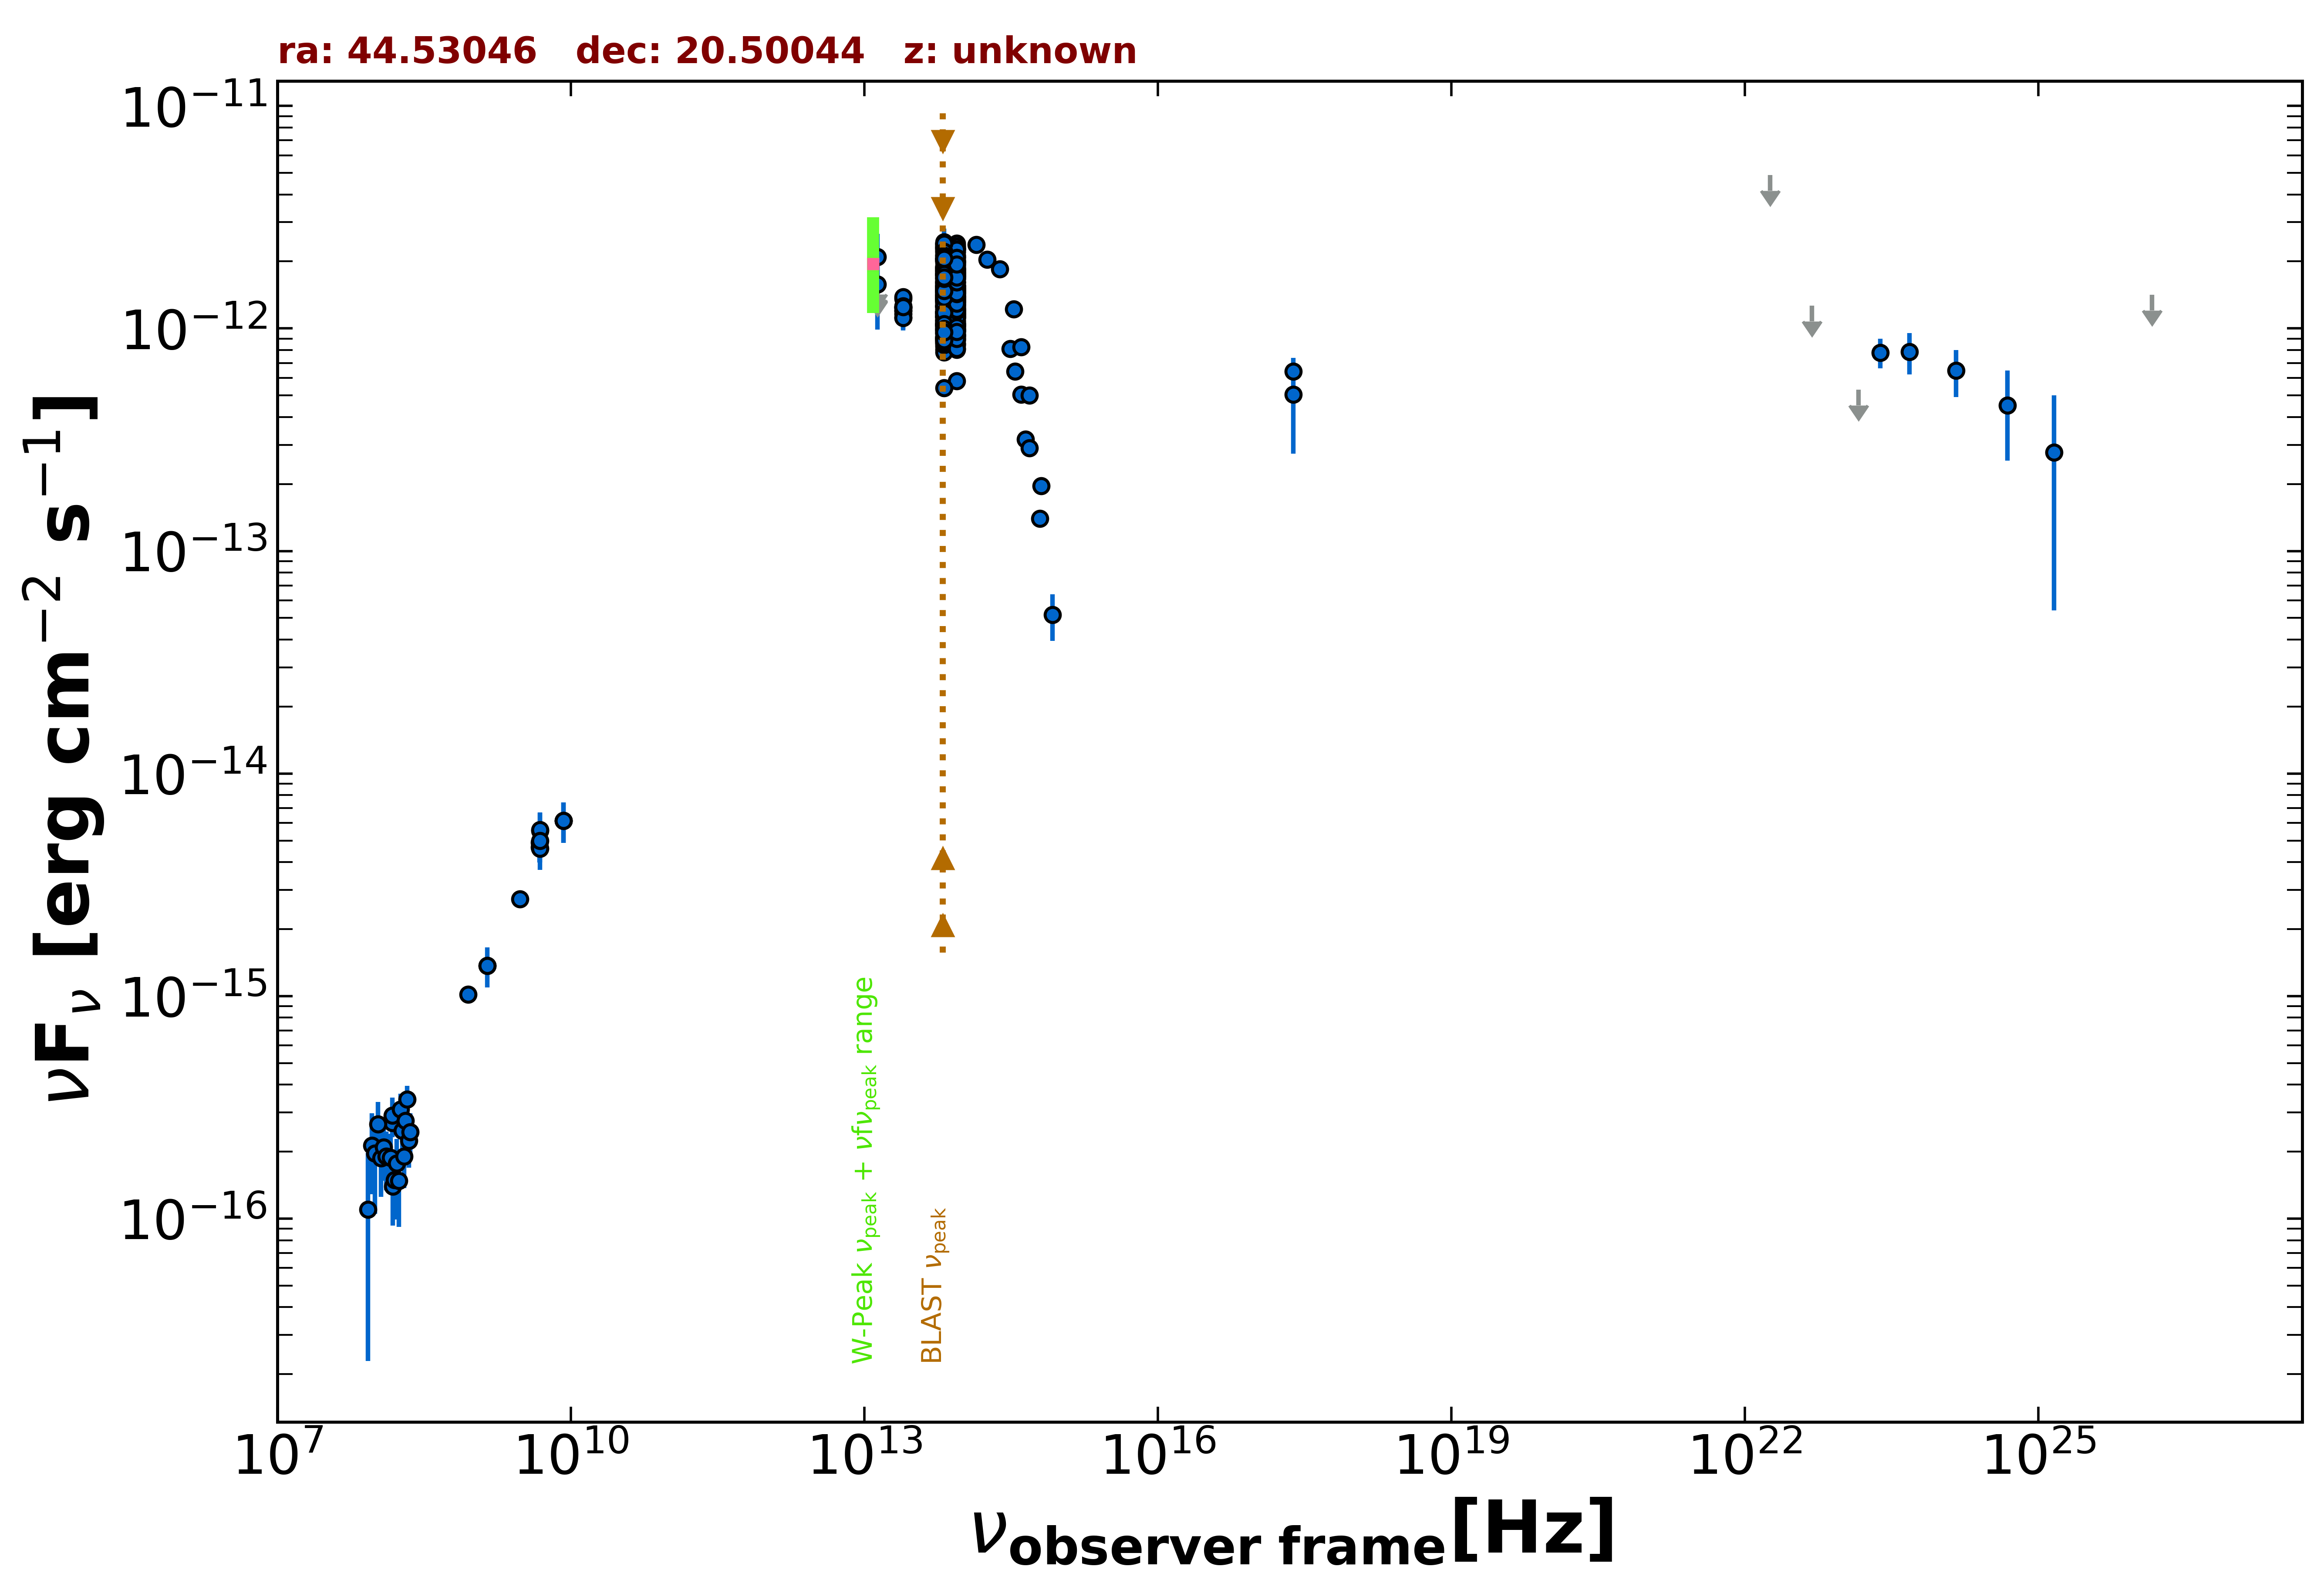 ra: 44.53046   dec: 20.50044   z: unknown
10⁻¹¹
10⁻¹²
10⁻¹³
10⁻¹⁴
10⁻¹⁵
10⁻¹⁶
νFν [erg cm⁻² s⁻¹]
W-Peak νpeak + νfνpeak range
BLAST νpeak
10⁷ 10¹⁰ 10¹³ 10¹⁶ 10¹⁹ 10²² 10²⁵
νobserver frame[Hz]